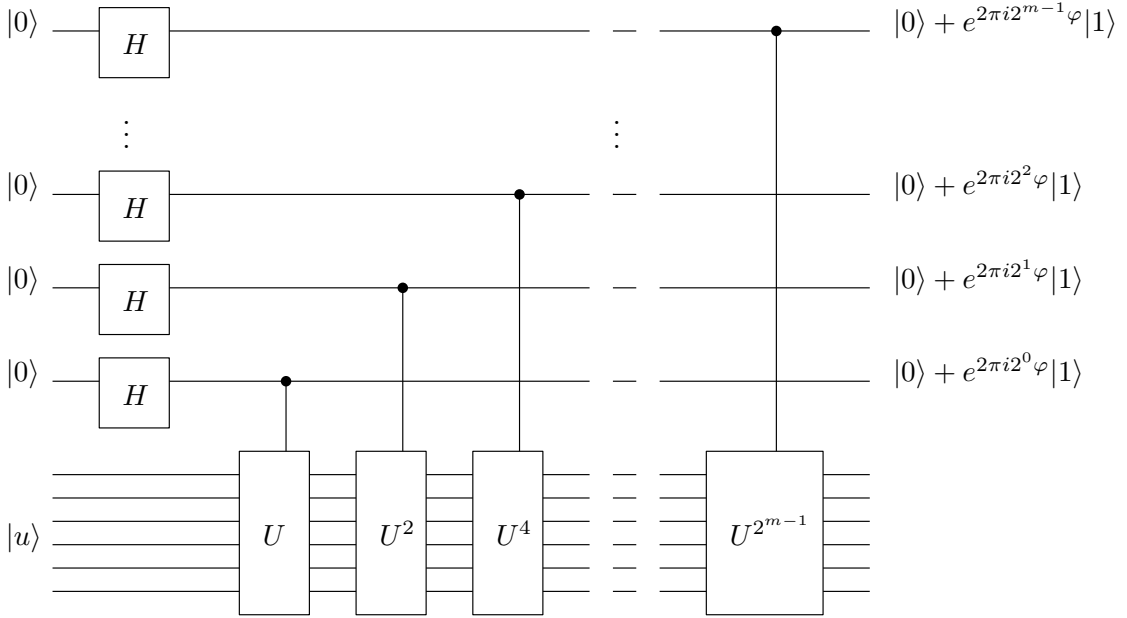 |0⟩ H |0⟩ + e^{2πi2^{m−1}φ}|1⟩
⋮ ⋮
|0⟩ H |0⟩ + e^{2πi2^2φ}|1⟩
|0⟩ H |0⟩ + e^{2πi2^1φ}|1⟩
|0⟩ H |0⟩ + e^{2πi2^0φ}|1⟩
|u⟩ U U^2 U^4 U^{2^{m−1}}